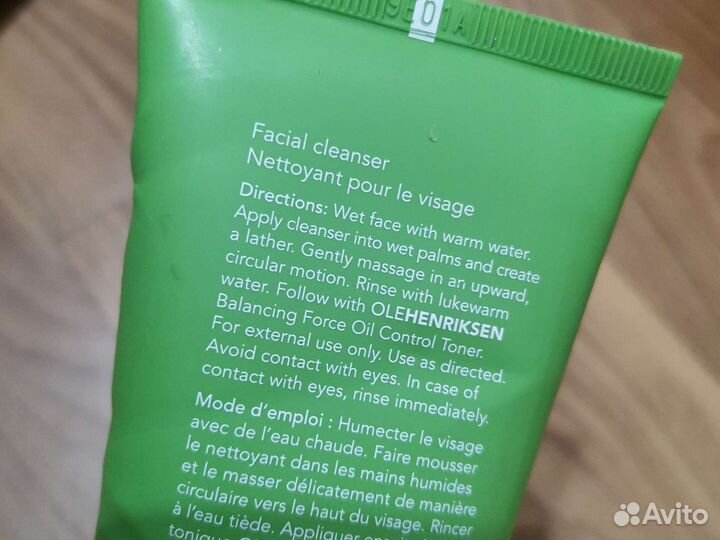 Facial cleanser
Nettoyant pour le visage
Directions: Wet face with warm water.
Apply cleanser into wet palms and create
a lather. Gently massage in an upward,
circular motion. Rinse with lukewarm
water. Follow with OLEHENRIKSEN
Balancing Force Oil Control Toner.
For external use only. Use as directed.
Avoid contact with eyes. In case of
contact with eyes, rinse immediately.
Mode d'emploi : Humecter le visage
avec de l'eau chaude. Faire mousser
le nettoyant dans les mains humides
et le masser délicatement de manière
circulaire vers le haut du visage. Rincer
à l'eau tiède. Appliquer
tonique
Avito